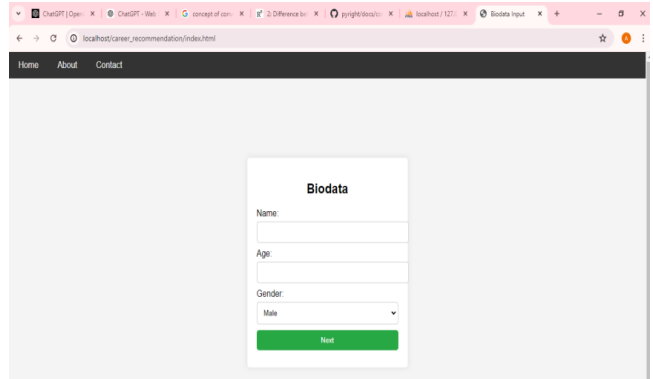 ChatGPT | Open
ChatGPT - Web
concept of conv
2: Difference be
pyright/docs/co
localhost / 127.0
Biodata Input
localhost/career_recommendation/index.html
Home About Contact
Biodata
Name:
Age:
Gender:
Male
Next